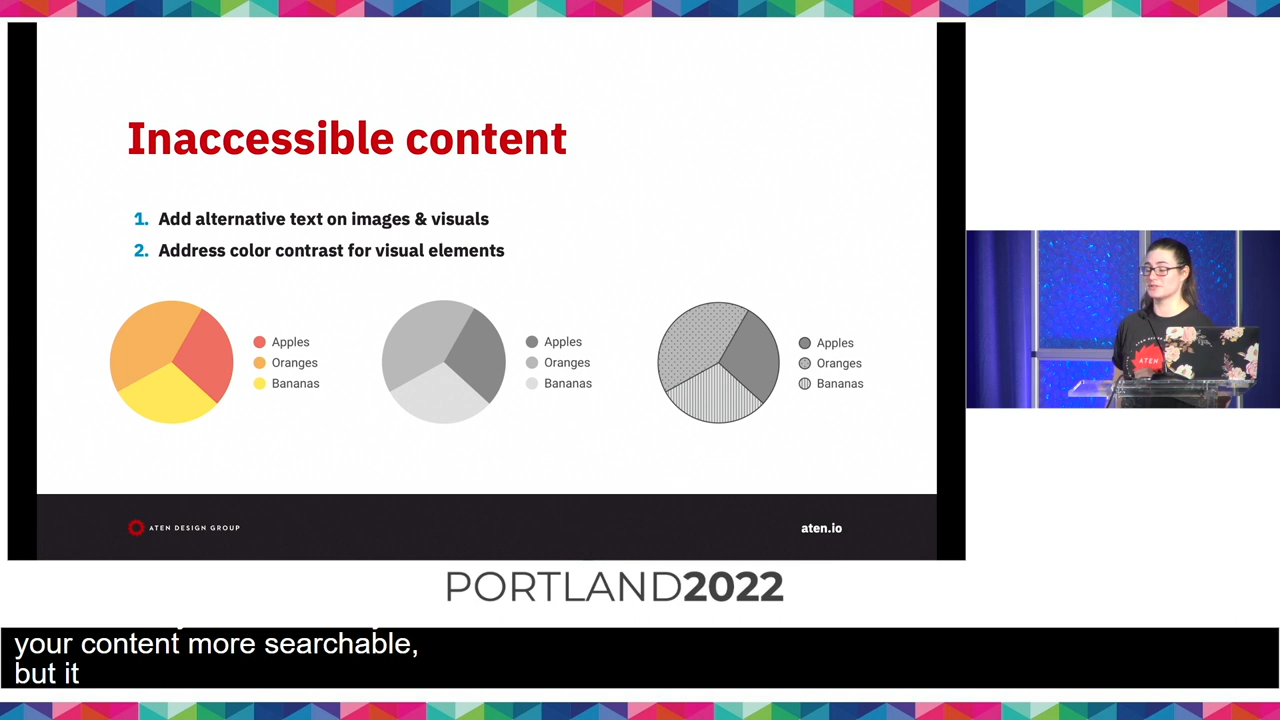 Inaccessible content
1. Add alternative text on images & visuals
2. Address color contrast for visual elements
Apples
Oranges
Bananas
Apples
Oranges
Bananas
Apples
Oranges
Bananas
ATEN DESIGN GROUP
aten.io
ATEN
PORTLAND2022
your content more searchable,
but it